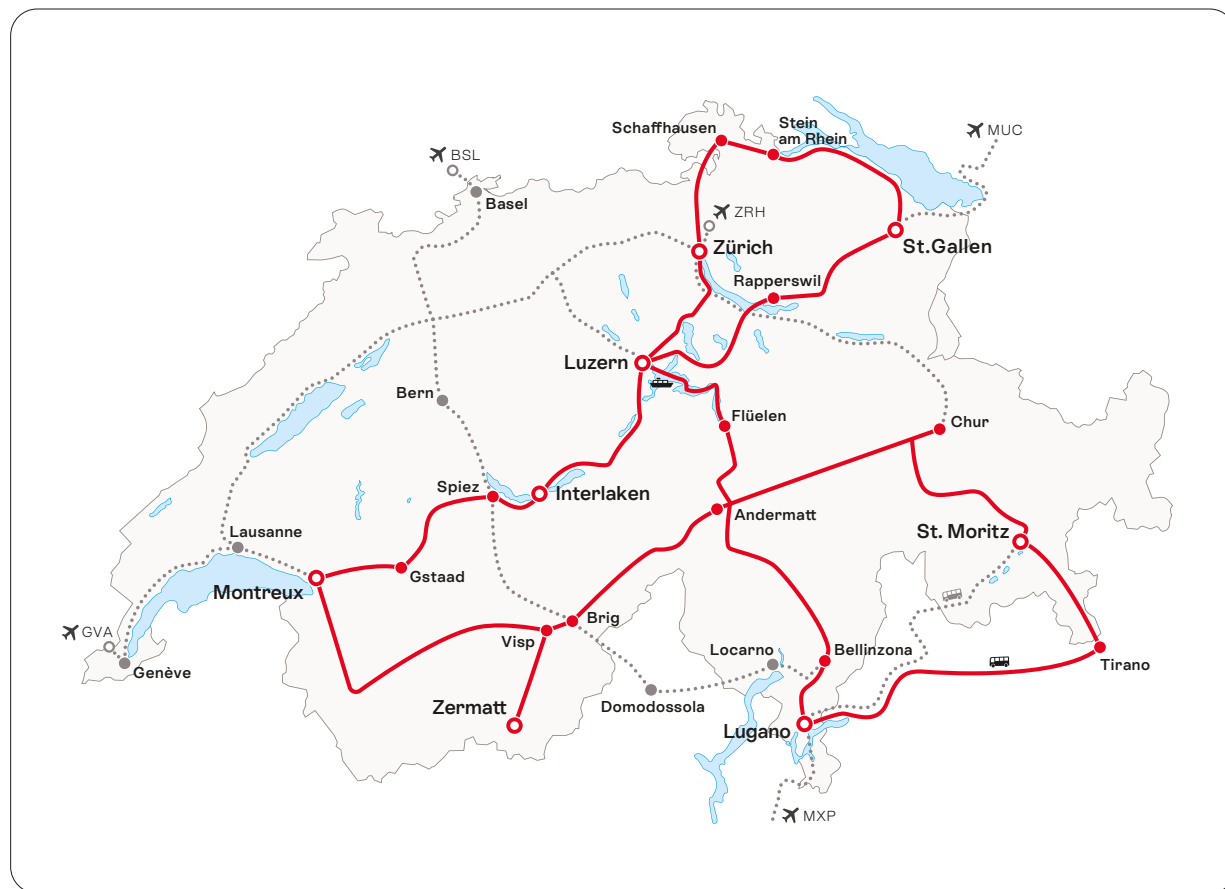 Schaffhausen
Stein
am Rhein
MUC
BSL
Basel
ZRH
Zürich
St.Gallen
Rapperswil
Luzern
Bern
Flüelen
Chur
Spiez
Interlaken
Andermatt
Lausanne
St. Moritz
Gstaad
Montreux
GVA
Brig
Visp
Genève
Locarno
Bellinzona
Tirano
Zermatt
Domodossola
Lugano
MXP